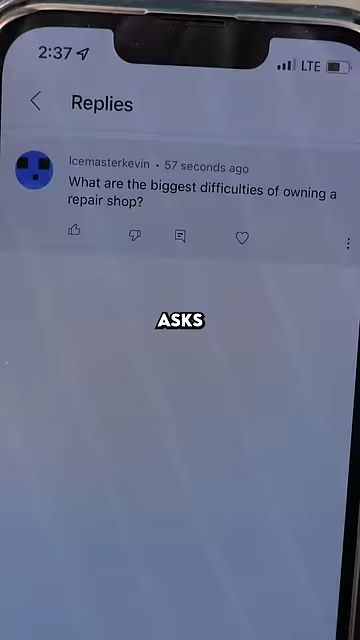 2:37
LTE
Replies
Icemasterkevin • 57 seconds ago
What are the biggest difficulties of owning a
repair shop?
ASKS